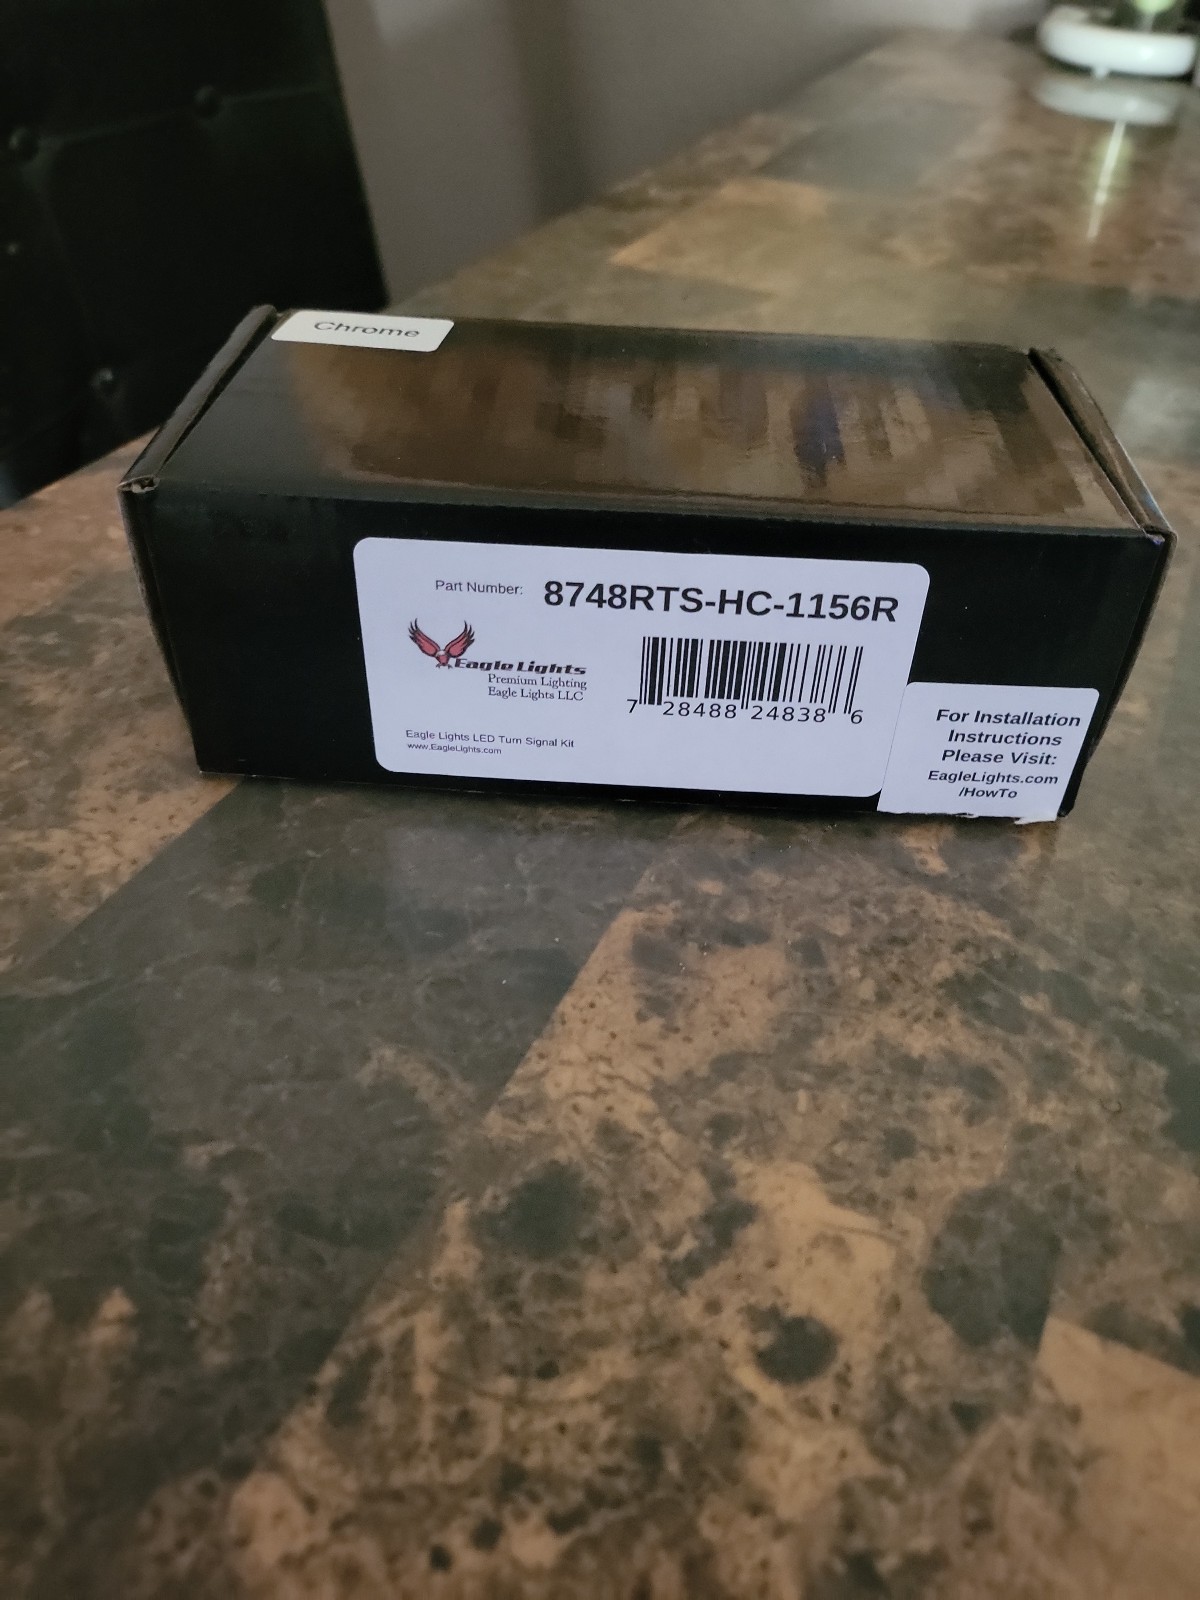 Chrome
Part Number: 8748RTS-HC-1156R
Eagle Lights
Premium Lighting
Eagle Lights LLC
7 28488 24838 6
Eagle Lights LED Turn Signal Kit
www.EagleLights.com
For Installation
Instructions
Please Visit:
EagleLights.com
/HowTo